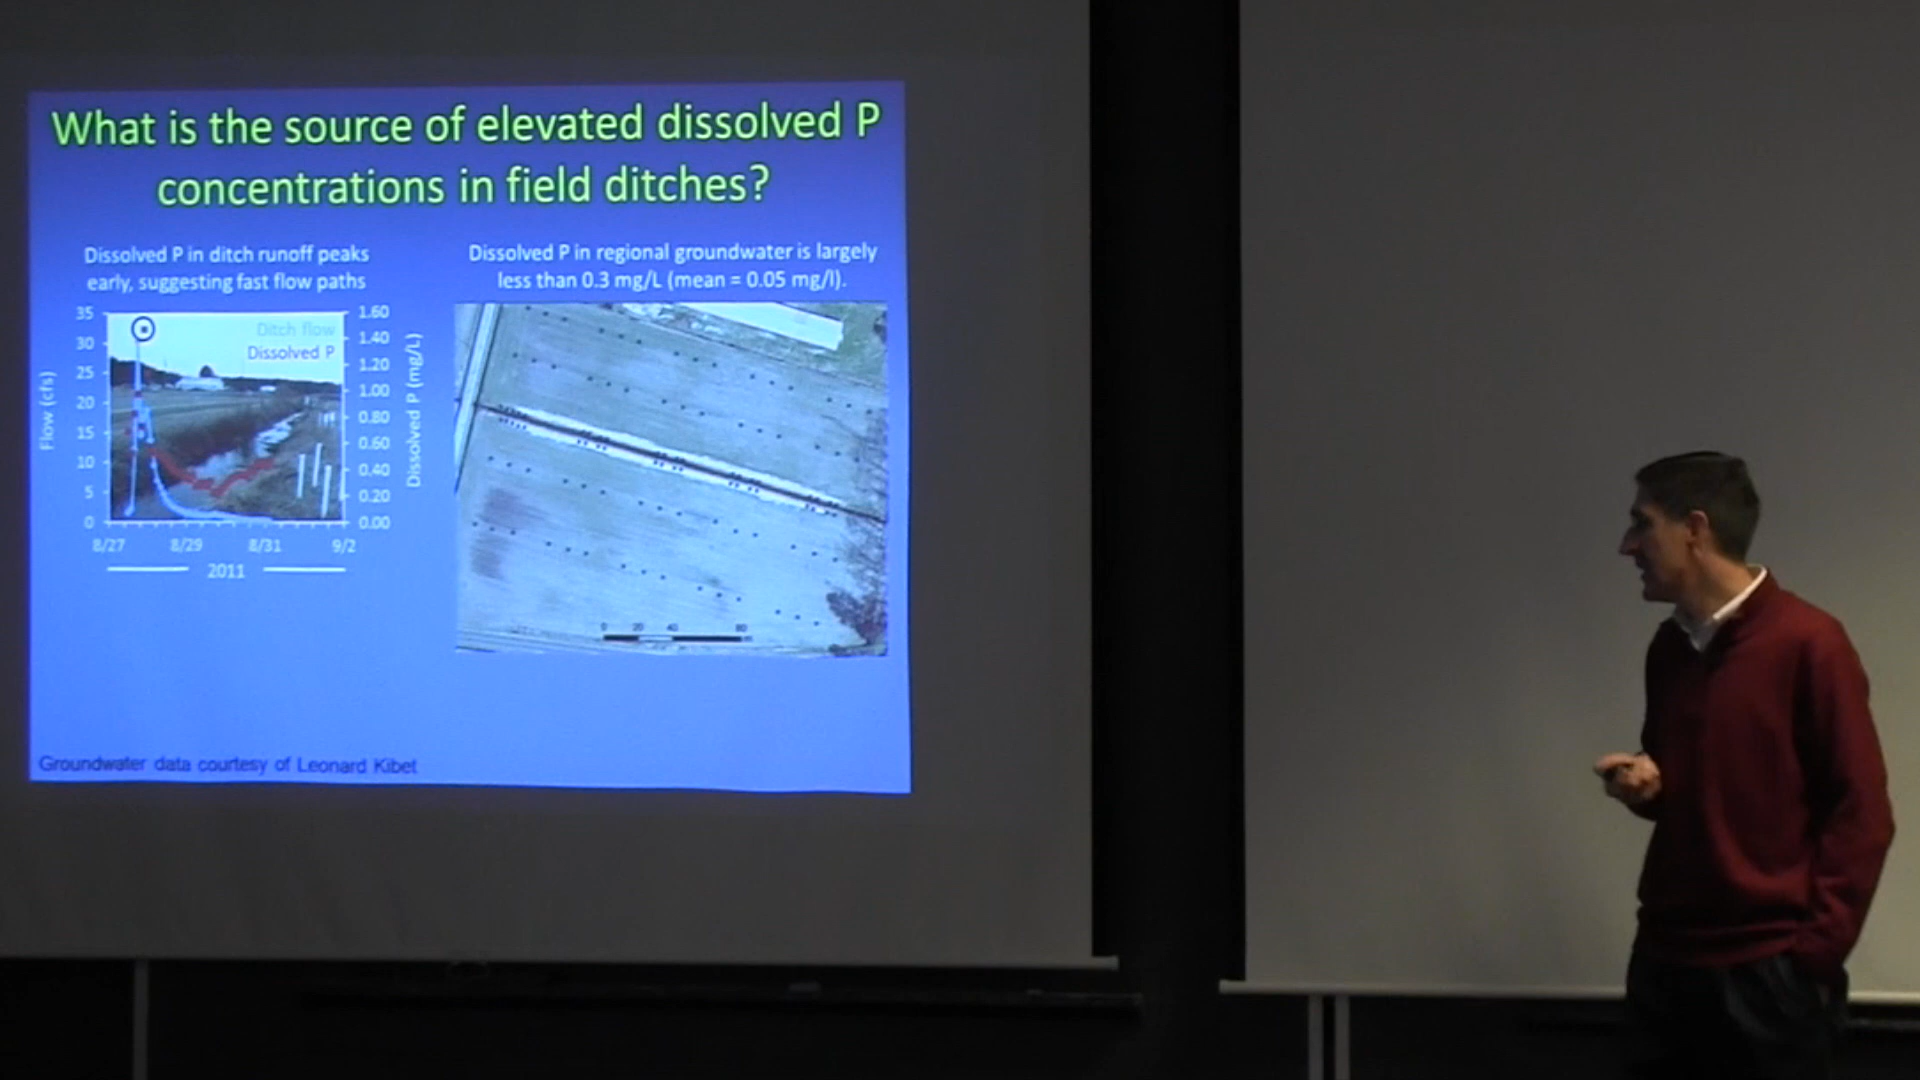 What is the source of elevated dissolved P
concentrations in field ditches?
Dissolved P in ditch runoff peaks
early, suggesting fast flow paths
Dissolved P in regional groundwater is largely
less than 0.3 mg/L (mean = 0.05 mg/l).
35
30
25
20
15
10
5
0
Flow (cfs)
Ditch flow
Dissolved P
1.60
1.40
1.20
1.00
0.80
0.60
0.40
0.20
0.00
Dissolved P (mg/L)
8/27 8/29 8/31 9/2
2011
0 20 40 80
Groundwater data courtesy of Leonard Kibet